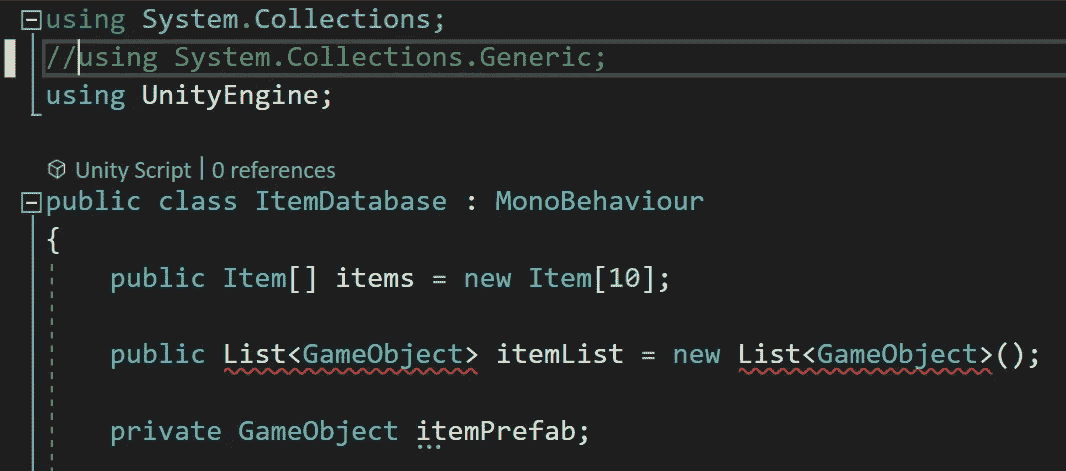 using System.Collections;
//using System.Collections.Generic;
using UnityEngine;
Unity Script | 0 references
public class ItemDatabase : MonoBehaviour
{
public Item[] items = new Item[10];
public List<GameObject> itemList = new List<GameObject>();
private GameObject itemPrefab;